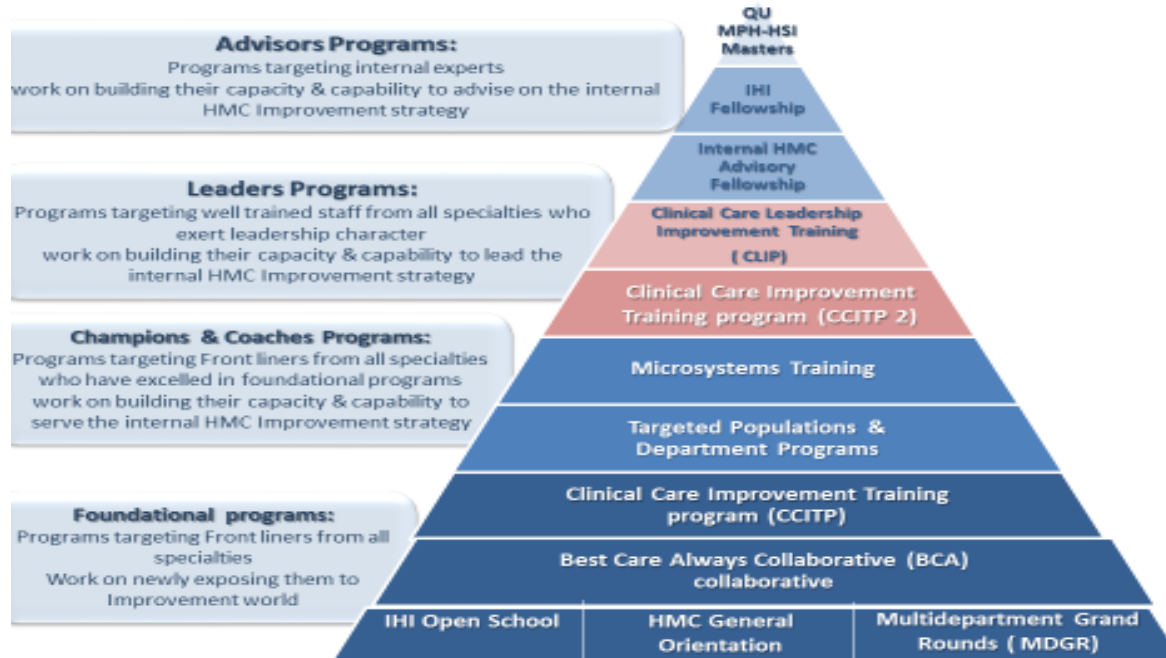 Advisors Programs:
Programs targeting internal experts
work on building their capacity & capability to advise on the internal
HMC Improvement strategy
Leaders Programs:
Programs targeting well trained staff from all specialties who
exert leadership character
work on building their capacity & capability to lead the
internal HMC Improvement strategy
Champions & Coaches Programs:
Programs targeting Front liners from all specialties
who have excelled in foundational programs
work on building their capacity & capability to
serve the internal HMC Improvement strategy
Foundational programs:
Programs targeting Front liners from all
specialties
Work on newly exposing them to
Improvement world
QU
MPH-HSI
Masters
IHI
Fellowship
Internal HMC
Advisory
Fellowship
Clinical Care Leadership
Improvement Training
( CLIP)
Clinical Care Improvement
Training program (CCITP 2)
Microsystems Training
Targeted Populations &
Department Programs
Clinical Care Improvement Training
program (CCITP)
Best Care Always Collaborative (BCA)
collaborative
IHI Open School
HMC General
Orientation
Multidepartment Grand
Rounds ( MDGR)